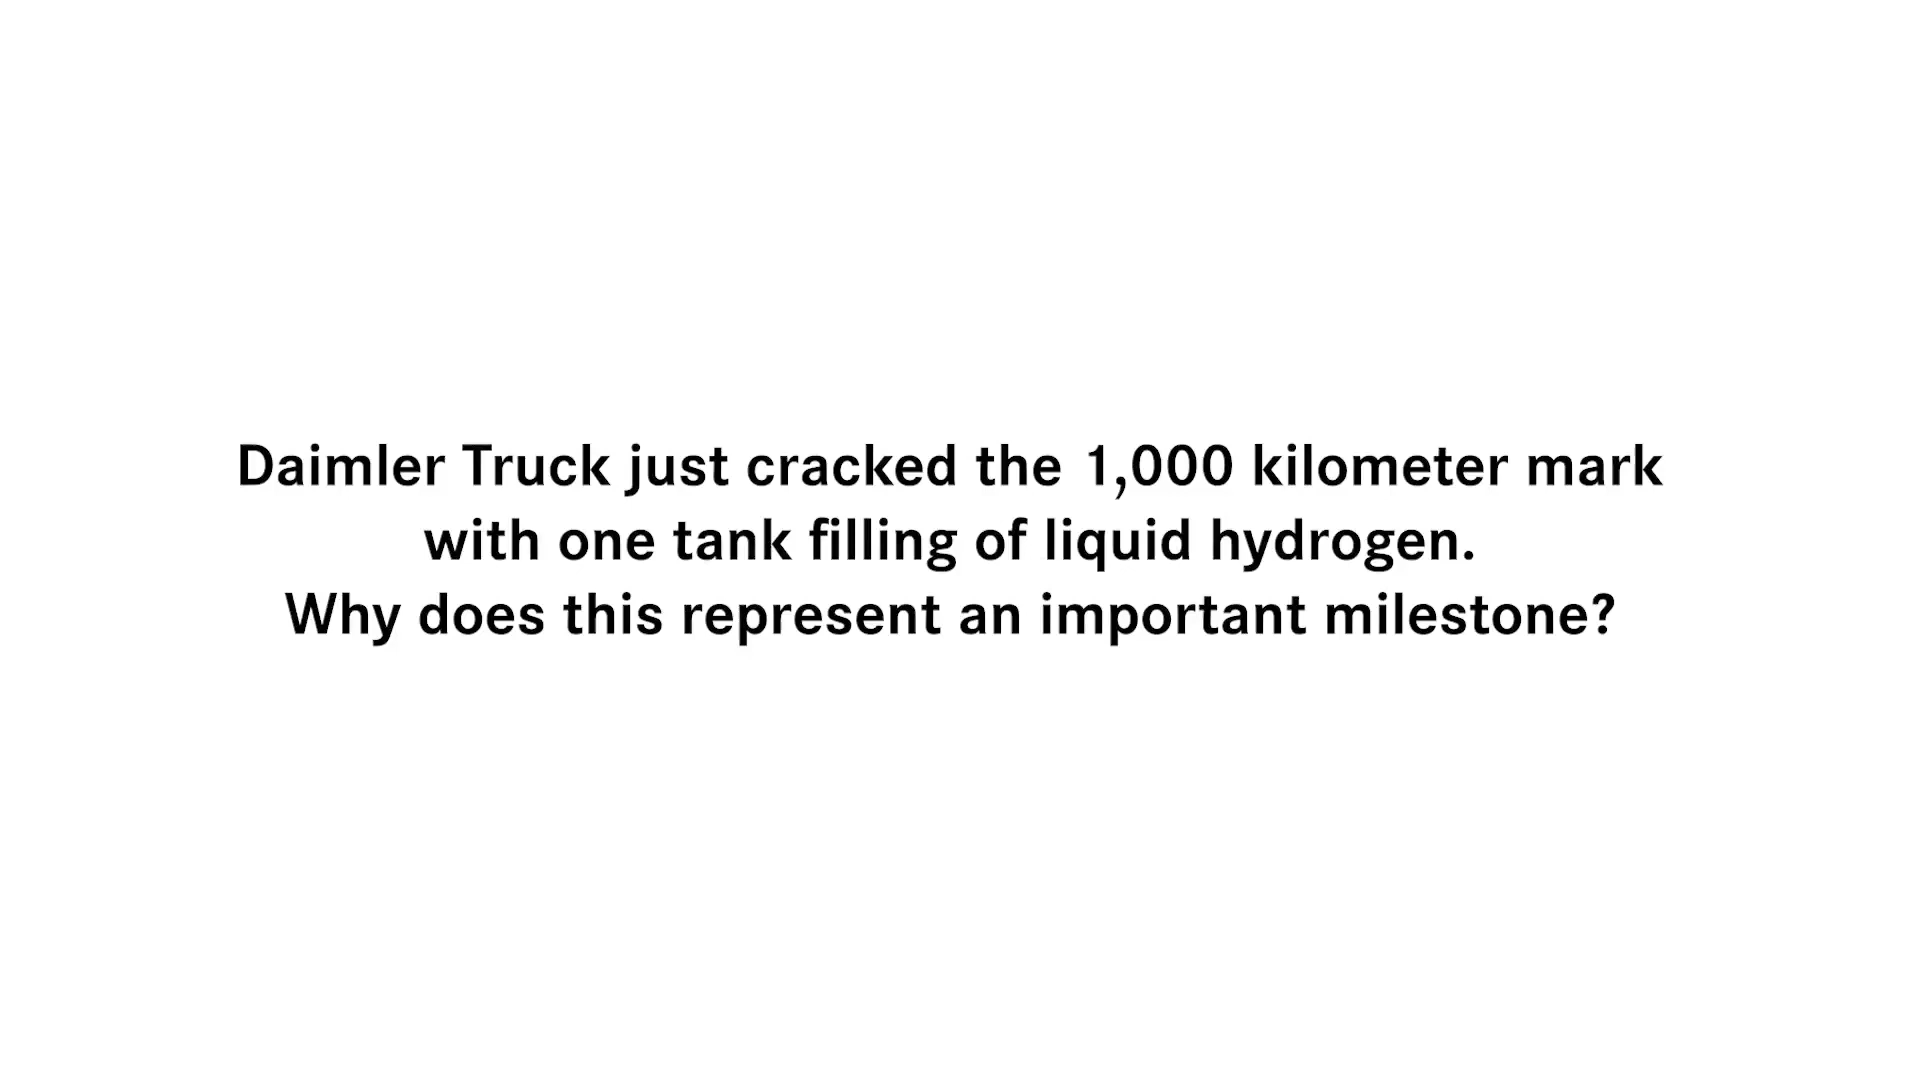 Daimler Truck just cracked the 1,000 kilometer mark
with one tank filling of liquid hydrogen.
Why does this represent an important milestone?